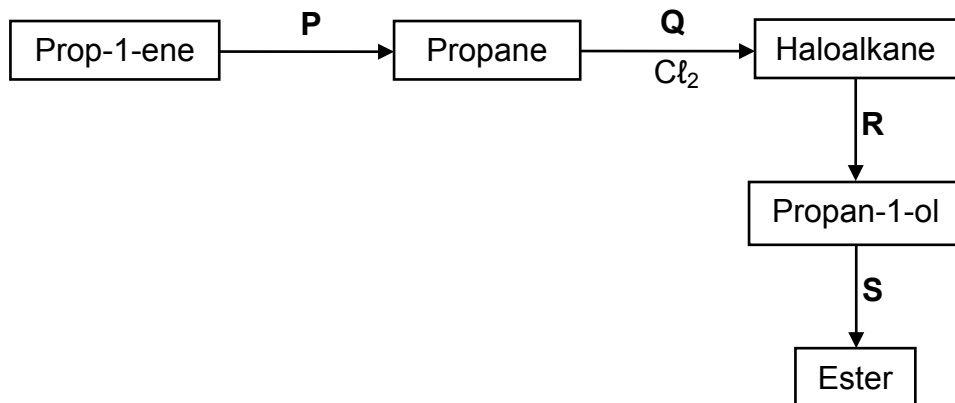 P
Q
Prop-1-ene
Propane
Haloalkane
Cℓ₂
R
Propan-1-ol
S
Ester